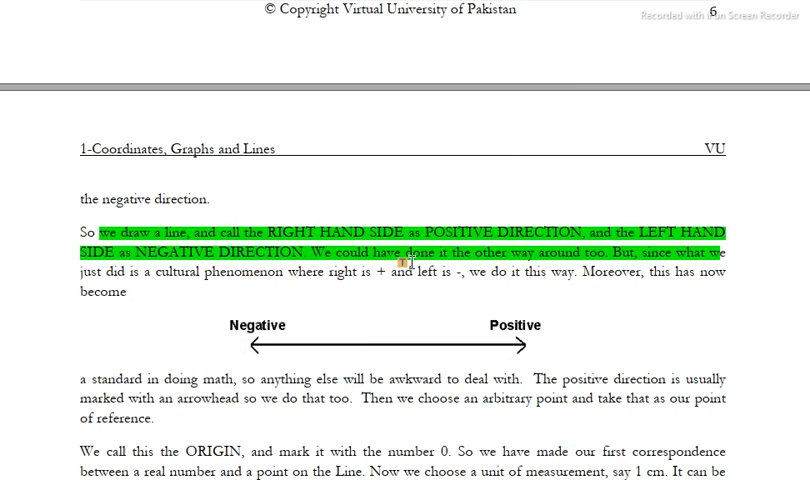 © Copyright Virtual University of Pakistan
6
1-Coordinates, Graphs and Lines VU
the negative direction.
So we draw a line, and call the RIGHT HAND SIDE as POSITIVE DIRECTION, and the LEFT HAND
SIDE as NEGATIVE DIRECTION. We could have done it the other way around too. But, since what we
just did is a cultural phenomenon where right is + and left is -, we do it this way. Moreover, this has now
become
Negative Positive
a standard in doing math, so anything else will be awkward to deal with. The positive direction is usually
marked with an arrowhead so we do that too. Then we choose an arbitrary point and take that as our point
of reference.
We call this the ORIGIN, and mark it with the number 0. So we have made our first correspondence
between a real number and a point on the Line. Now we choose a unit of measurement, say 1 cm. It can be